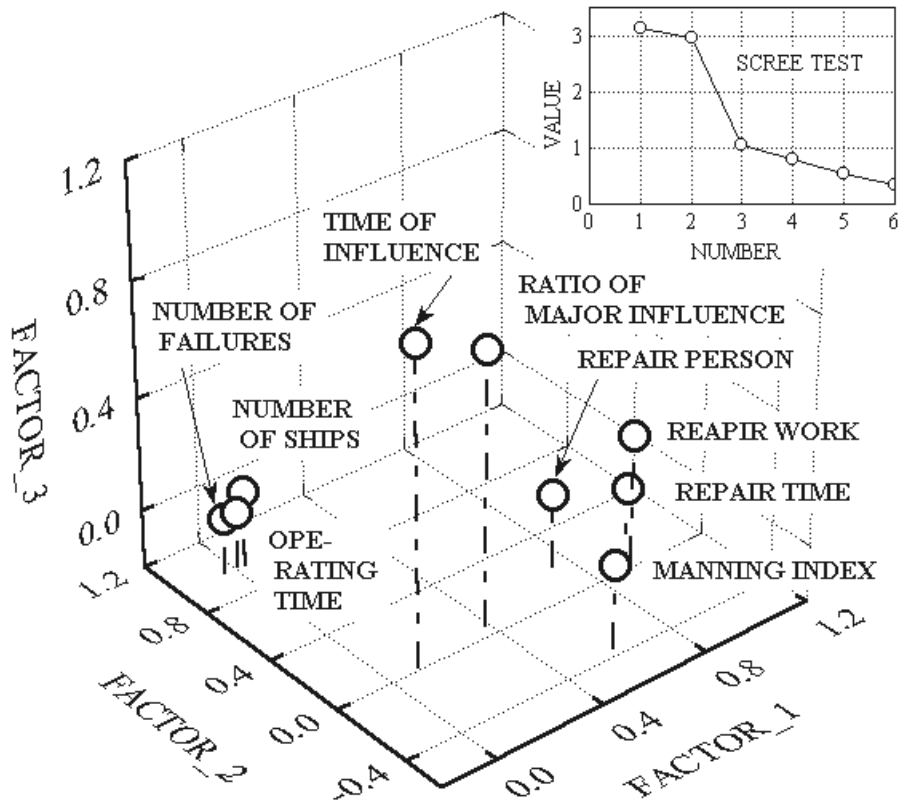 3
2
1
0
VALUE
SCREE TEST
0 1 2 3 4 5 6
NUMBER
1.2
0.8
0.4
0.0
FACTOR_3
TIME OF
INFLUENCE
RATIO OF
MAJOR INFLUENCE
NUMBER OF
FAILURES
REPAIR PERSON
NUMBER
OF SHIPS
REAPIR WORK
REPAIR TIME
OPE-
RATING
TIME
MANNING INDEX
1.2
0.8
0.4
0.0
-0.4
FACTOR_2
0.0
0.4
0.8
1.2
FACTOR_1